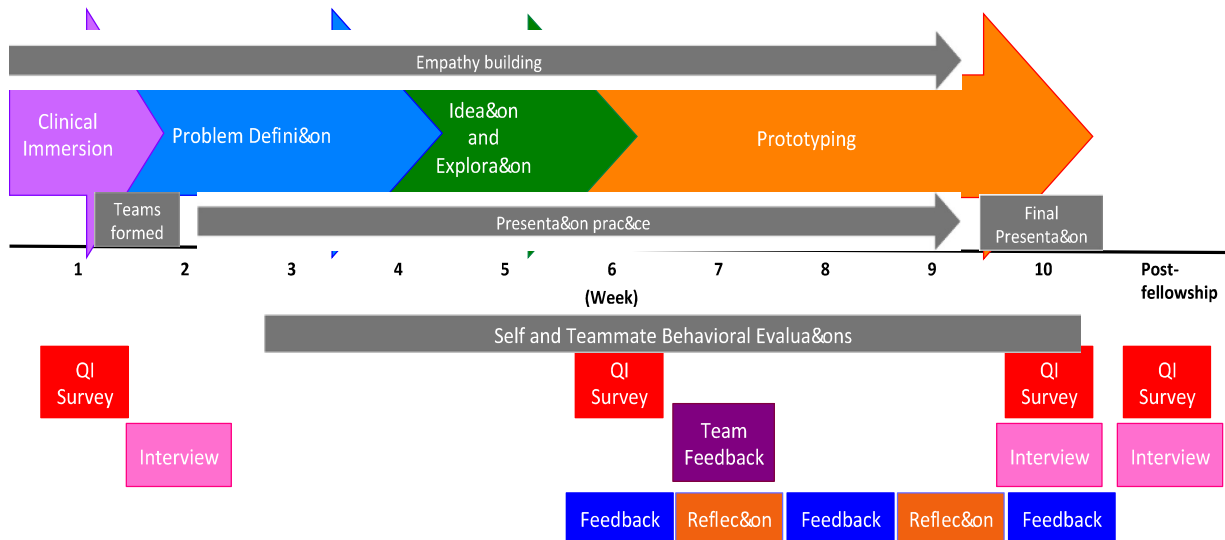 Empathy building
Clinical
Immersion
Problem Defini&on
Idea&on
and
Explora&on
Prototyping
Teams
formed
Presenta&on prac&ce
Final
Presenta&on
1 2 3 4 5 6 7 8 9 10 Post-
fellowship
(Week)
Self and Teammate Behavioral Evalua&ons
QI
Survey
QI
Survey
QI
Survey
QI
Survey
Interview
Team
Feedback
Interview
Interview
Feedback
Reflec&on
Feedback
Reflec&on
Feedback